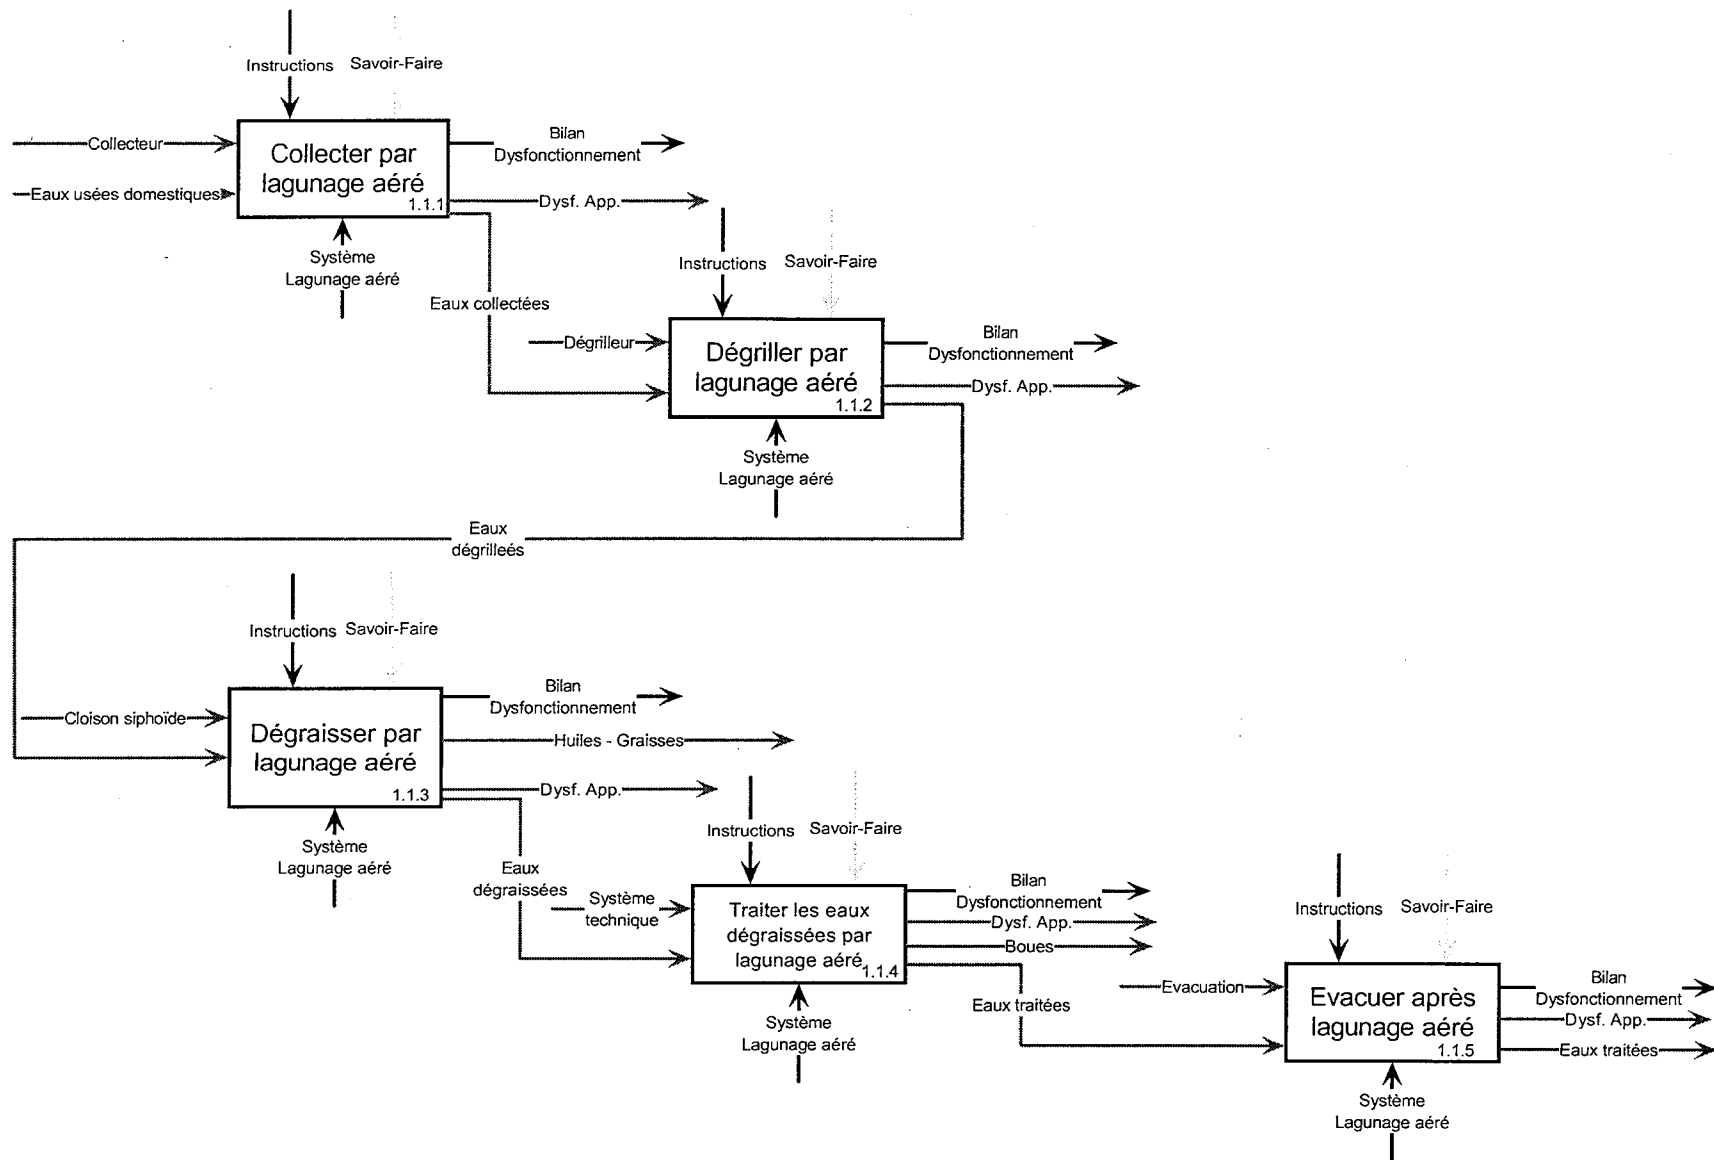 Instructions
Savoir-Faire
Collecteur
Eaux usées domestiques
Collecter par
lagunage aéré
1.1.1
Bilan
Dysfonctionnement
Dysf. App.
Système
Lagunage aéré
Eaux collectées
Instructions
Savoir-Faire
Dégrilleur
Dégriller par
lagunage aéré
1.1.2
Bilan
Dysfonctionnement
Dysf. App.
Système
Lagunage aéré
Eaux
dégrilleés
Instructions
Savoir-Faire
Cloison siphoïde
Dégraisser par
lagunage aéré
1.1.3
Bilan
Dysfonctionnement
Huiles - Graisses
Dysf. App.
Système
Lagunage aéré
Eaux
dégraissées
Instructions
Savoir-Faire
Système
technique
Traiter les eaux
dégraissées par
lagunage aéré
1.1.4
Bilan
Dysfonctionnement
Dysf. App.
Boues
Eaux traitées
Système
Lagunage aéré
Instructions
Savoir-Faire
Evacuation
Evacuer après
lagunage aéré
1.1.5
Bilan
Dysfonctionnement
Dysf. App.
Eaux traitées
Système
Lagunage aéré